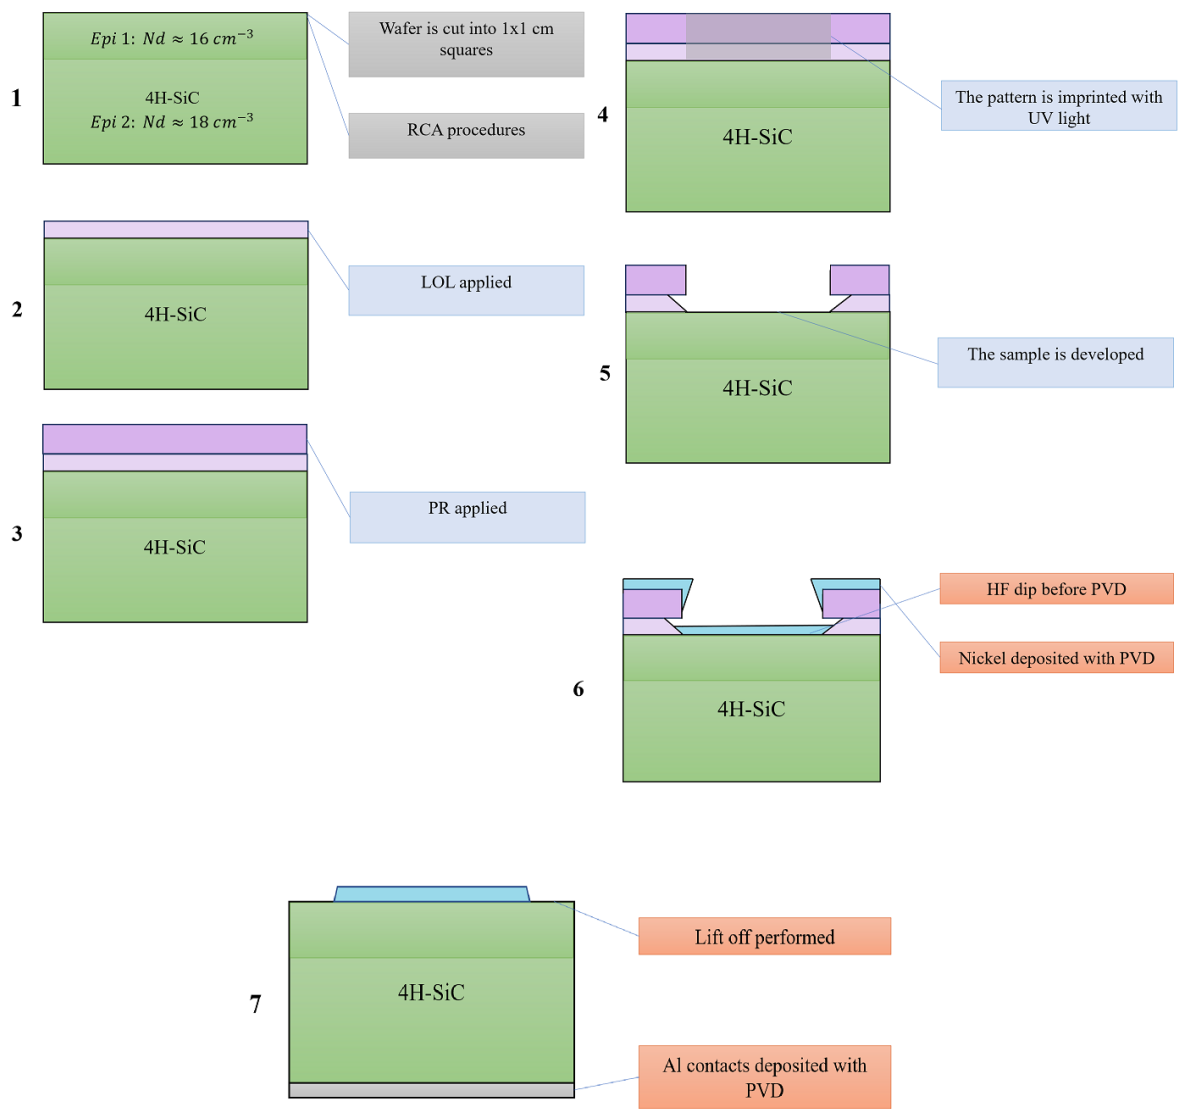 1
Epi 1: Nd ≈ 16 cm⁻³
4H-SiC
Epi 2: Nd ≈ 18 cm⁻³
Wafer is cut into 1x1 cm
squares
RCA procedures
2
4H-SiC
LOL applied
3
4H-SiC
PR applied
4
4H-SiC
The pattern is imprinted with
UV light
5
4H-SiC
The sample is developed
6
4H-SiC
HF dip before PVD
Nickel deposited with PVD
7
4H-SiC
Lift off performed
Al contacts deposited with
PVD